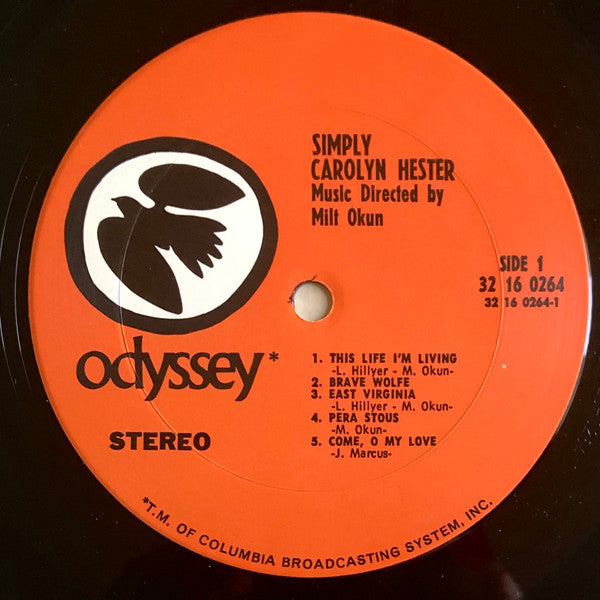 SIMPLY
CAROLYN HESTER
Music Directed by
Milt Okun
SIDE 1
32 16 0264
32 16 0264-1
odyssey*
STEREO
1. THIS LIFE I'M LIVING
-L. Hillyer - M. Okun-
2. BRAVE WOLFE
3. EAST VIRGINIA
-L. Hillyer - M. Okun-
4. PERA STOUS
-M. Okun-
5. COME, O MY LOVE
-J. Marcus-
*T.M. OF COLUMBIA BROADCASTING SYSTEM, INC.